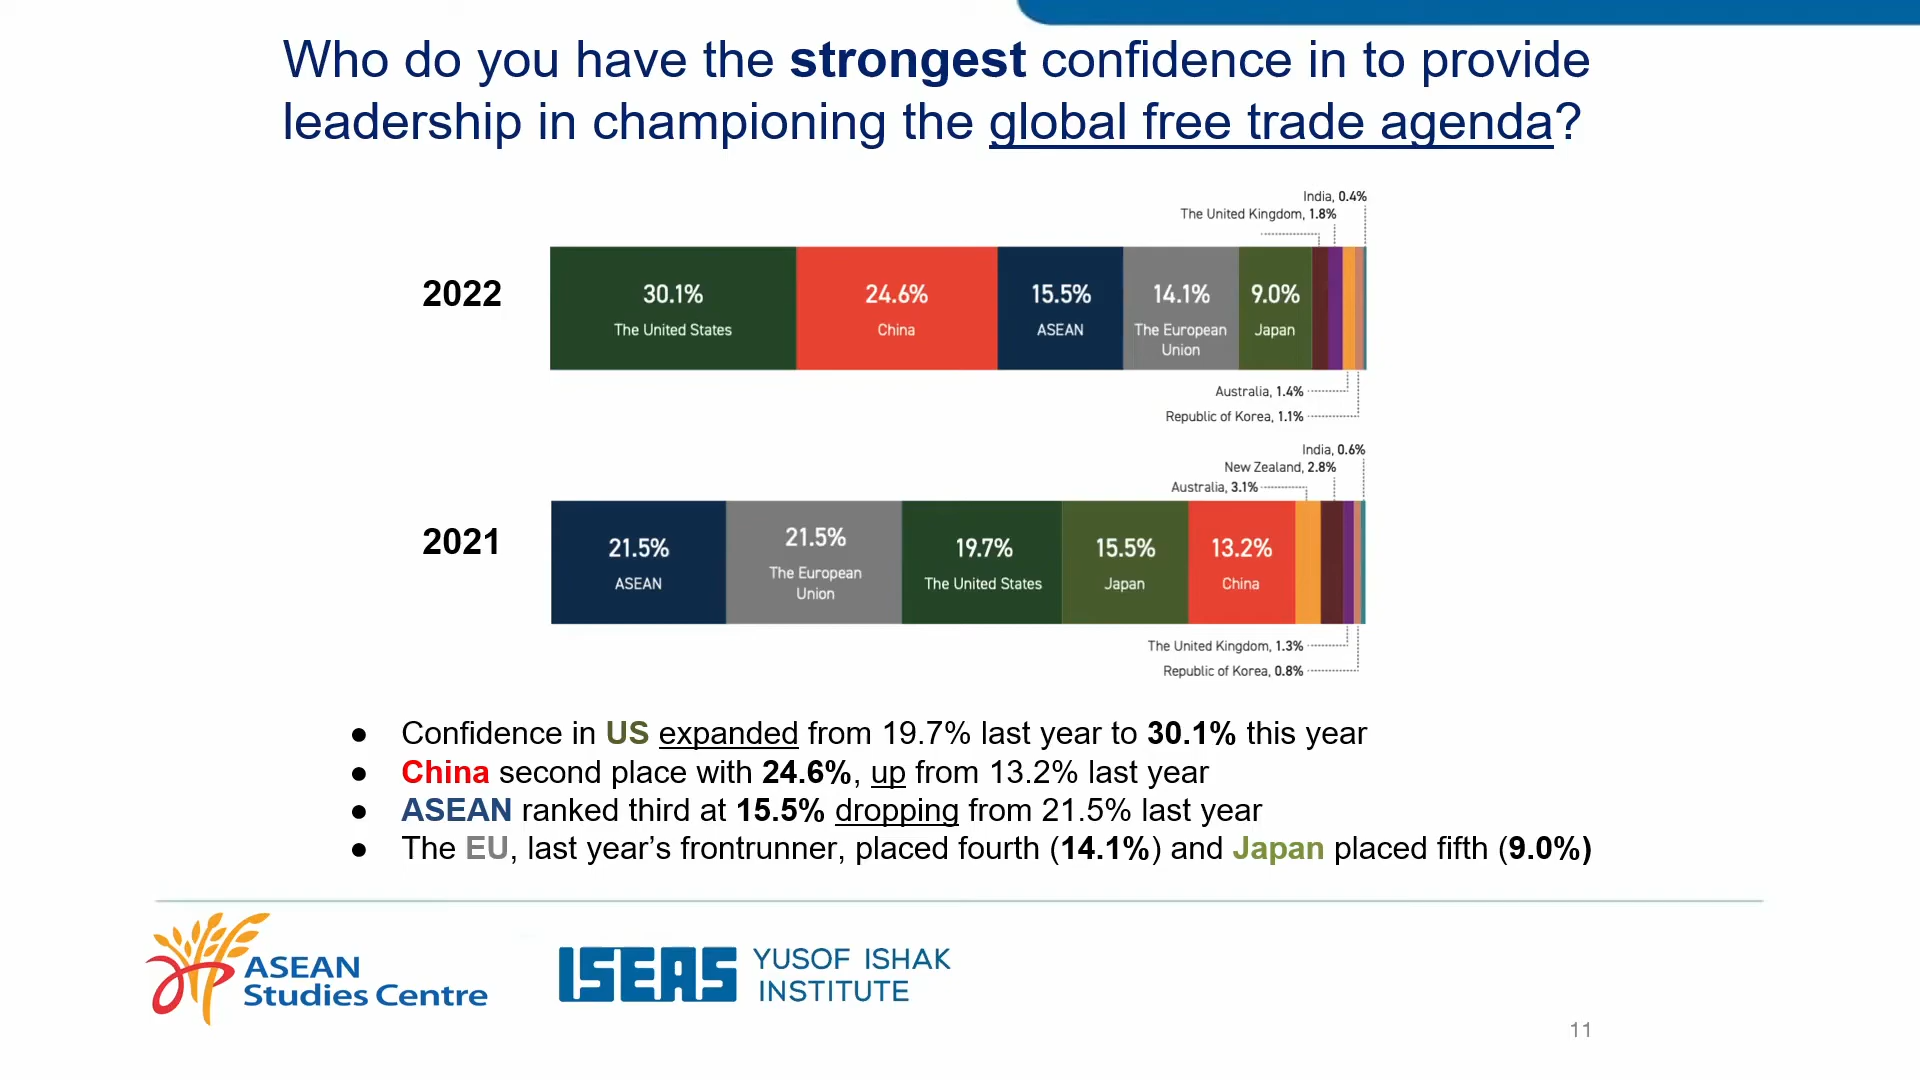 Who do you have the strongest confidence in to provide
leadership in championing the global free trade agenda?
India, 0.4%
The United Kingdom, 1.8%
2022
30.1%
The United States
24.6%
China
15.5%
ASEAN
14.1%
The European
Union
9.0%
Japan
Australia, 1.4%
Republic of Korea, 1.1%
India, 0.6%
New Zealand, 2.8%
Australia, 3.1%
2021
21.5%
ASEAN
21.5%
The European
Union
19.7%
The United States
15.5%
Japan
13.2%
China
The United Kingdom, 1.3%
Republic of Korea, 0.8%
● Confidence in US expanded from 19.7% last year to 30.1% this year
● China second place with 24.6%, up from 13.2% last year
● ASEAN ranked third at 15.5% dropping from 21.5% last year
● The EU, last year’s frontrunner, placed fourth (14.1%) and Japan placed fifth (9.0%)
ASEAN
Studies Centre
ISEAS
YUSOF ISHAK
INSTITUTE
11